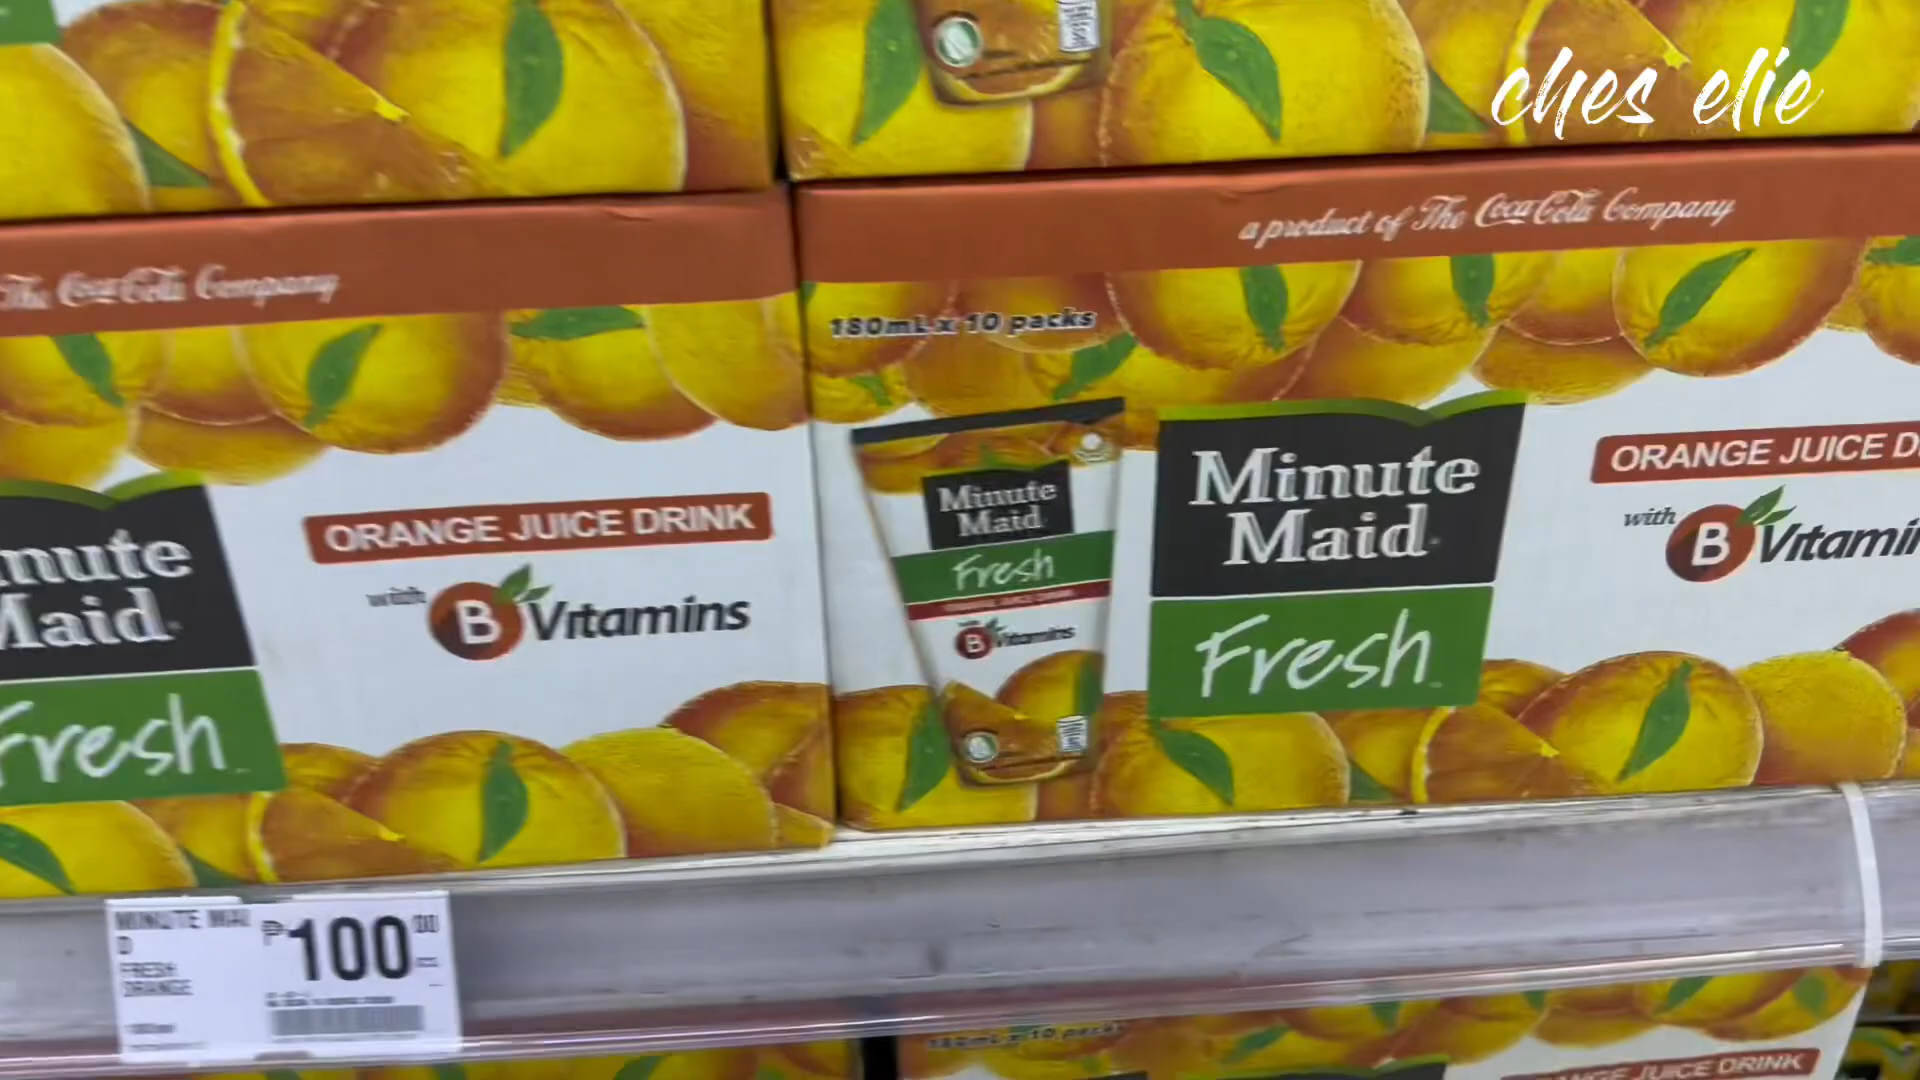 ches elie
a product of The Coca-Cola Company
The Coca-Cola Company
180mL x 10 packs
Minute
Maid
Fresh
ORANGE JUICE DRINK
with B Vitamins
Minute
Maid
Fresh
B Vitamins
Minute
Maid
Fresh
ORANGE JUICE D
with B Vitamin
MINUTE MAI
D
FRESH
ORANGE
₱100.00
180mL x 10 packs
ORANGE JUICE DRINK